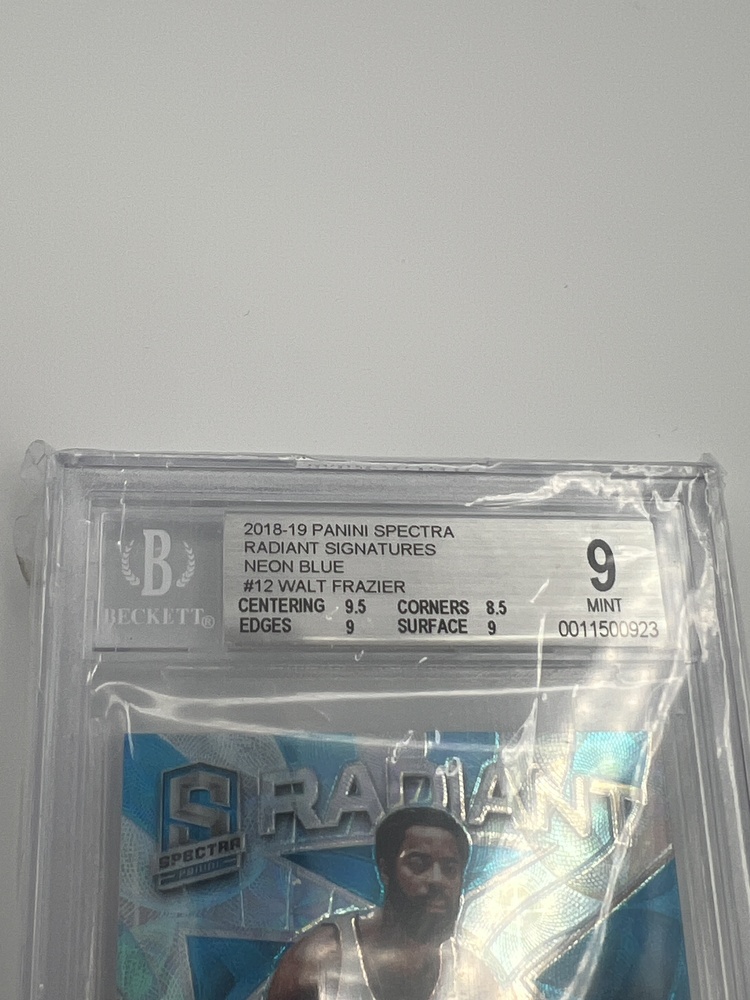 2018-19 PANINI SPECTRA
RADIANT SIGNATURES
NEON BLUE
#12 WALT FRAZIER
CENTERING 9.5 CORNERS 8.5
EDGES 9 SURFACE 9
9
MINT
0011500923
B
BECKETT®
S
SPECTRA
PANINI
RADIANT